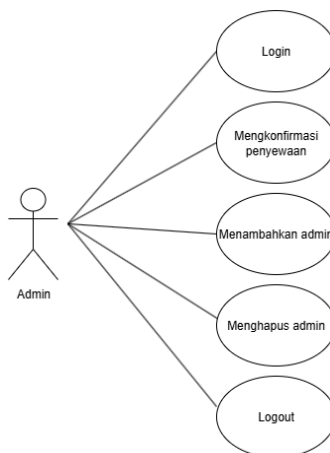 Login
Mengkonfirmasi
penyewaan
Menambahkan admin
Admin
Menghapus admin
Logout